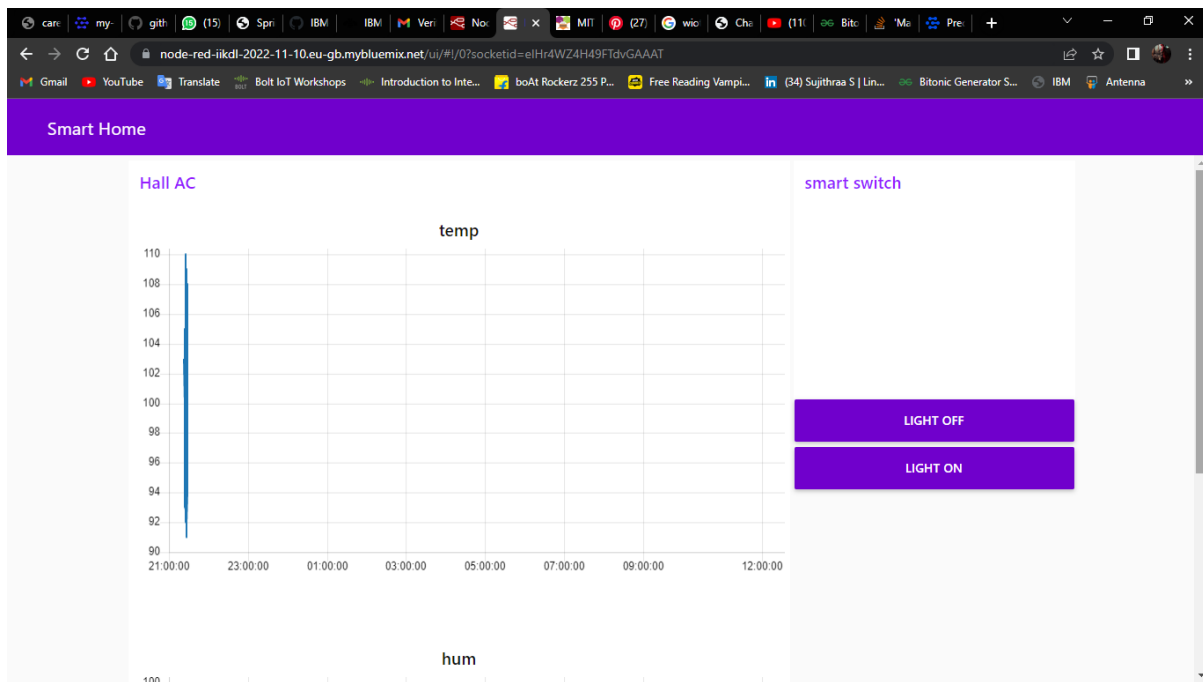 care my- gith (15) Spri IBM IBM Veri Noc MIT (27) wior Cha (110 Bito 'Ma Prec
node-red-iikdl-2022-11-10.eu-gb.mybluemix.net/ui/#!/0?socketid=eIHr4WZ4H49FTdvGAAAT
Gmail YouTube Translate Bolt IoT Workshops Introduction to Inte... boAt Rockerz 255 P... Free Reading Vampi... (34) Sujithraa S | Lin... Bitonic Generator S... IBM Antenna »
Smart Home
Hall AC
smart switch
temp
110
108
106
104
102
100
98
96
94
92
90
21:00:00 23:00:00 01:00:00 03:00:00 05:00:00 07:00:00 09:00:00 12:00:00
LIGHT OFF
LIGHT ON
hum
100